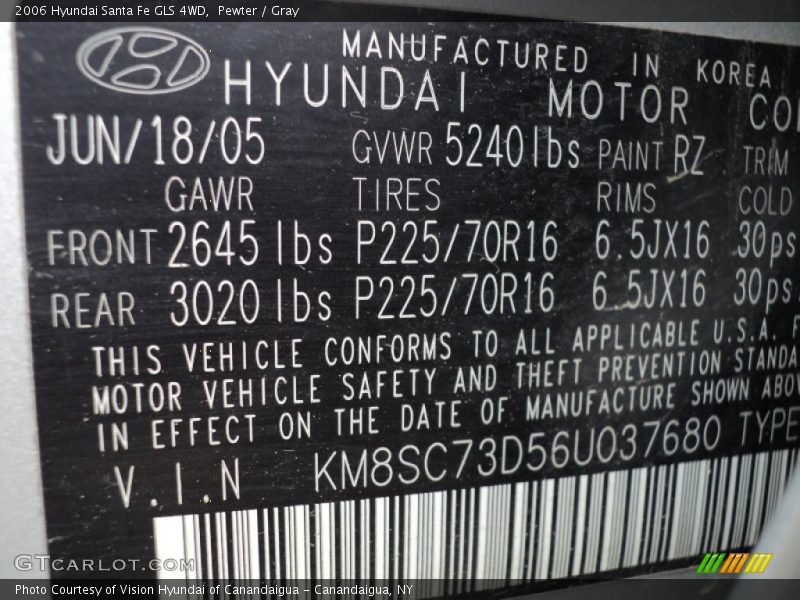 2006 Hyundai Santa Fe GLS 4WD, Pewter / Gray
MANUFACTURED IN KOREA
HYUNDAI MOTOR CO
JUN/18/05 GVWR 5240lbs PAINT RZ TRIM
GAWR TIRES RIMS COLD
FRONT 2645 lbs P225/70R16 6.5JX16 30ps
REAR 3020 lbs P225/70R16 6.5JX16 30ps
THIS VEHICLE CONFORMS TO ALL APPLICABLE U.S.A. F
MOTOR VEHICLE SAFETY AND THEFT PREVENTION STANDA
IN EFFECT ON THE DATE OF MANUFACTURE SHOWN ABOV
V.I.N KM8SC73D56U037680 TYPE
GTCARLOT.COM
Photo Courtesy of Vision Hyundai of Canandaigua - Canandaigua, NY